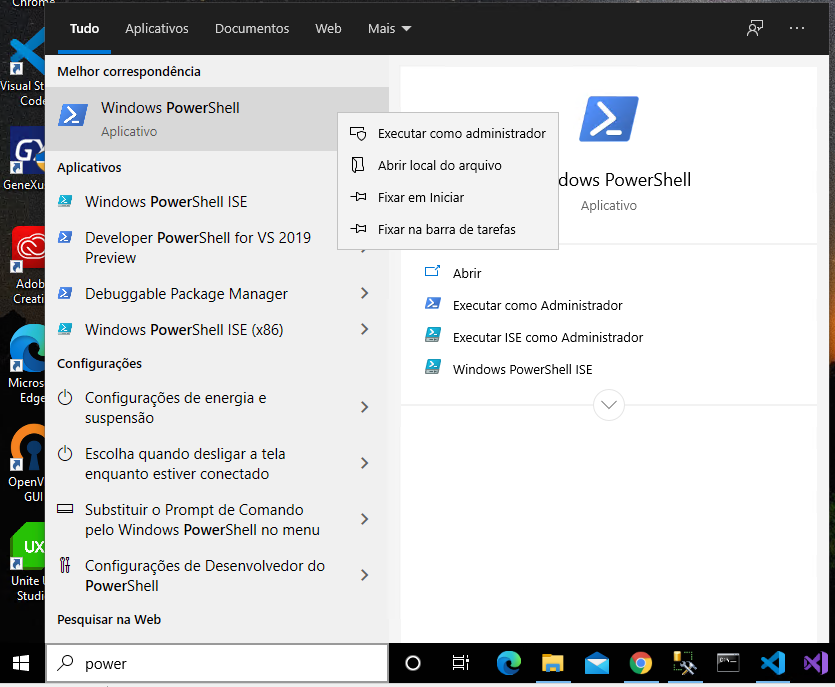 Chrome
Tudo
Aplicativos
Documentos
Web
Mais
Melhor correspondência
Windows PowerShell
Aplicativo
Executar como administrador
Abrir local do arquivo
Fixar em Iniciar
Fixar na barra de tarefas
Aplicativos
Windows PowerShell ISE
Developer PowerShell for VS 2019
Preview
Debuggable Package Manager
Windows PowerShell ISE (x86)
Configurações
Configurações de energia e
suspensão
Escolha quando desligar a tela
enquanto estiver conectado
Substituir o Prompt de Comando
pelo Windows PowerShell no menu
Configurações de Desenvolvedor do
PowerShell
Pesquisar na Web
power
dows PowerShell
Aplicativo
Abrir
Executar como Administrador
Executar ISE como Administrador
Windows PowerShell ISE
Visual St
Code
GX
GeneXu
Adob
Creati
Micros
Edge
OpenV
GUI
UX
Unite U
Studi